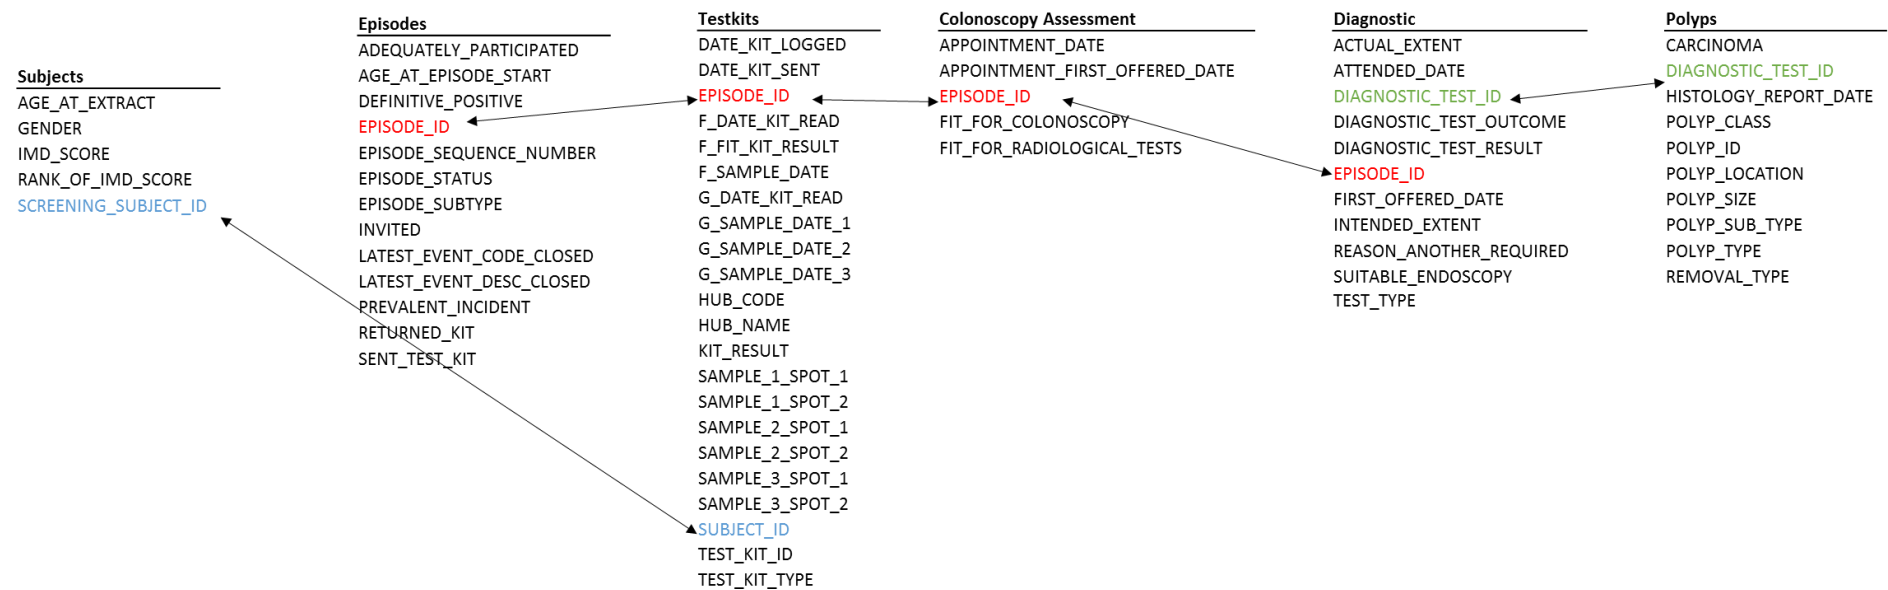 Subjects
AGE_AT_EXTRACT
GENDER
IMD_SCORE
RANK_OF_IMD_SCORE
SCREENING_SUBJECT_ID
Episodes
ADEQUATELY_PARTICIPATED
AGE_AT_EPISODE_START
DEFINITIVE_POSITIVE
EPISODE_ID
EPISODE_SEQUENCE_NUMBER
EPISODE_STATUS
EPISODE_SUBTYPE
INVITED
LATEST_EVENT_CODE_CLOSED
LATEST_EVENT_DESC_CLOSED
PREVALENT_INCIDENT
RETURNED_KIT
SENT_TEST_KIT
Testkits
DATE_KIT_LOGGED
DATE_KIT_SENT
EPISODE_ID
F_DATE_KIT_READ
F_FIT_KIT_RESULT
F_SAMPLE_DATE
G_DATE_KIT_READ
G_SAMPLE_DATE_1
G_SAMPLE_DATE_2
G_SAMPLE_DATE_3
HUB_CODE
HUB_NAME
KIT_RESULT
SAMPLE_1_SPOT_1
SAMPLE_1_SPOT_2
SAMPLE_2_SPOT_1
SAMPLE_2_SPOT_2
SAMPLE_3_SPOT_1
SAMPLE_3_SPOT_2
SUBJECT_ID
TEST_KIT_ID
TEST_KIT_TYPE
Colonoscopy Assessment
APPOINTMENT_DATE
APPOINTMENT_FIRST_OFFERED_DATE
EPISODE_ID
FIT_FOR_COLONOSCOPY
FIT_FOR_RADIOLOGICAL_TESTS
Diagnostic
ACTUAL_EXTENT
ATTENDED_DATE
DIAGNOSTIC_TEST_ID
DIAGNOSTIC_TEST_OUTCOME
DIAGNOSTIC_TEST_RESULT
EPISODE_ID
FIRST_OFFERED_DATE
INTENDED_EXTENT
REASON_ANOTHER_REQUIRED
SUITABLE_ENDOSCOPY
TEST_TYPE
Polyps
CARCINOMA
DIAGNOSTIC_TEST_ID
HISTOLOGY_REPORT_DATE
POLYP_CLASS
POLYP_ID
POLYP_LOCATION
POLYP_SIZE
POLYP_SUB_TYPE
POLYP_TYPE
REMOVAL_TYPE